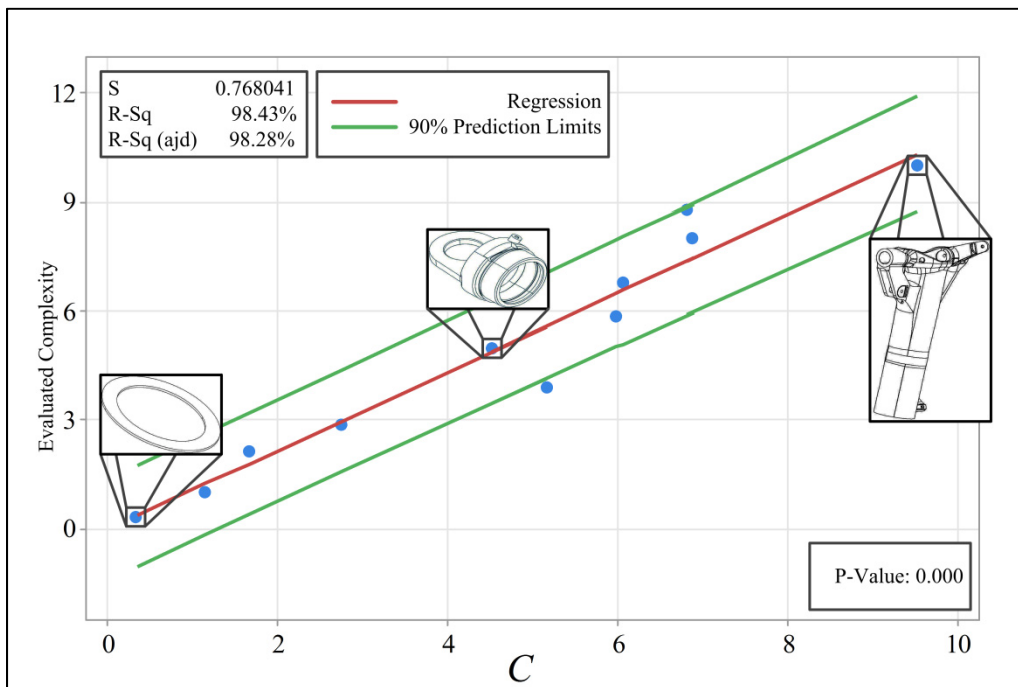 S 0.768041
R-Sq 98.43%
R-Sq (ajd) 98.28%
Regression
90% Prediction Limits
12
9
6
3
0
Evaluated Complexity
P-Value: 0.000
0 2 4 6 8 10
C